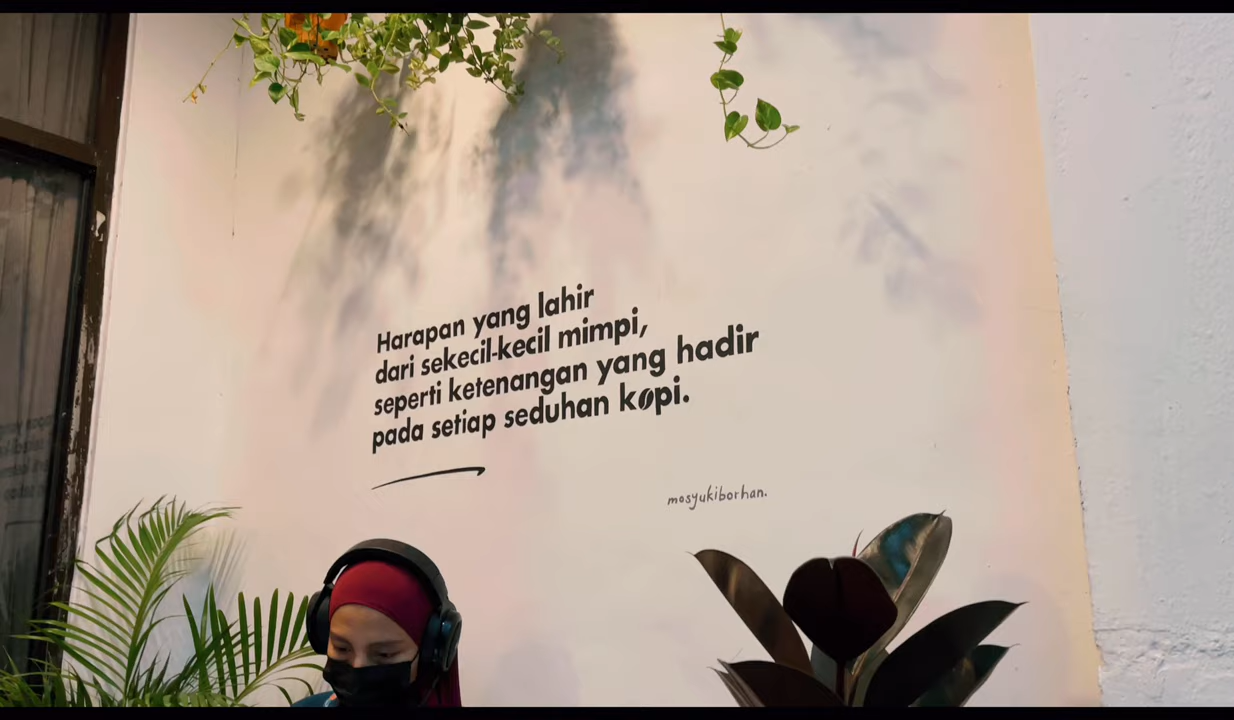 Harapan yang lahir
dari sekecil-kecil mimpi,
seperti ketenangan yang hadir
pada setiap seduhan kopi.
mosyukiborhan.